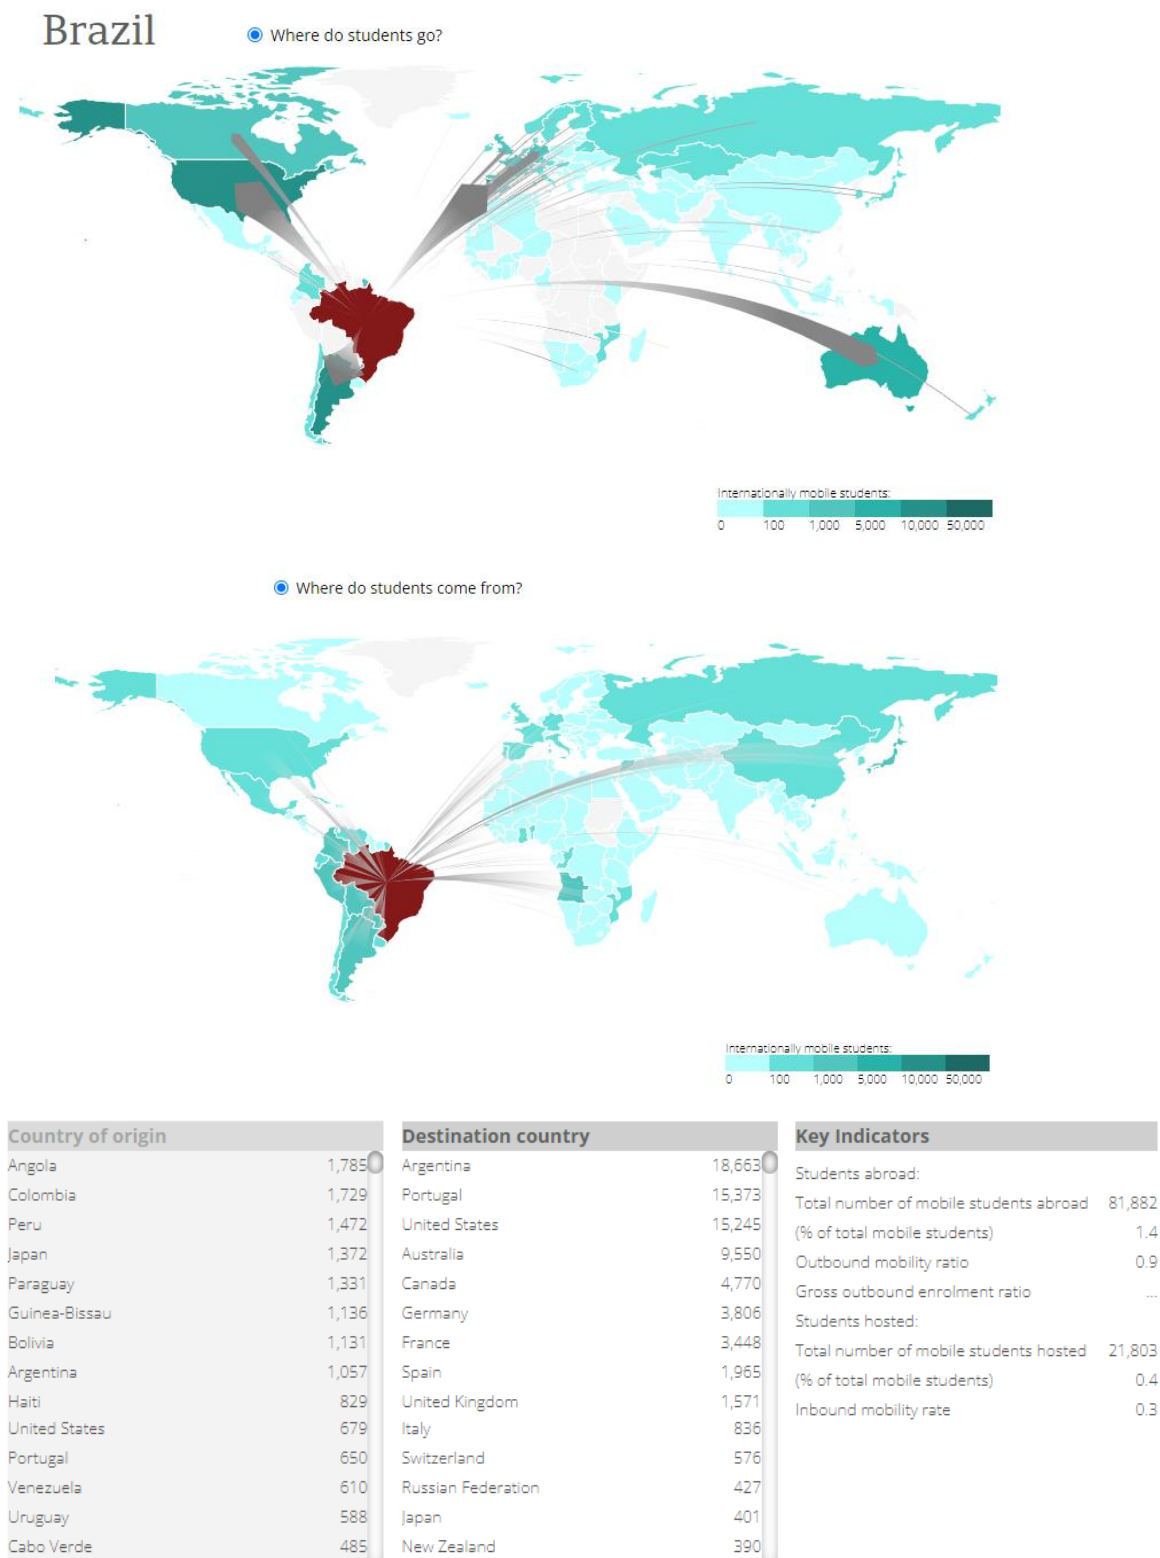 Brazil
Where do students go?
Internationally mobile students:
0 100 1,000 5,000 10,000 50,000
Where do students come from?
Internationally mobile students:
0 100 1,000 5,000 10,000 50,000
Country of origin
Angola 1,785
Colombia 1,729
Peru 1,472
Japan 1,372
Paraguay 1,331
Guinea-Bissau 1,136
Bolivia 1,131
Argentina 1,057
Haiti 829
United States 679
Portugal 650
Venezuela 610
Uruguay 588
Cabo Verde 485
Destination country
Argentina 18,663
Portugal 15,373
United States 15,245
Australia 9,550
Canada 4,770
Germany 3,806
France 3,448
Spain 1,965
United Kingdom 1,571
Italy 836
Switzerland 576
Russian Federation 427
Japan 401
New Zealand 390
Key Indicators
Students abroad:
Total number of mobile students abroad 81,882
(% of total mobile students) 1.4
Outbound mobility ratio 0.9
Gross outbound enrolment ratio ...
Students hosted:
Total number of mobile students hosted 21,803
(% of total mobile students) 0.4
Inbound mobility rate 0.3